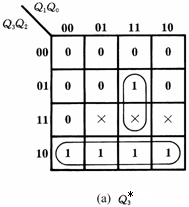 Q₁Q₀
Q₃Q₂ 00 01 11 10
00 0 0 0 0
01 0 0 1 0
11 0 × × ×
10 1 1 1 1
(a) Q₃*